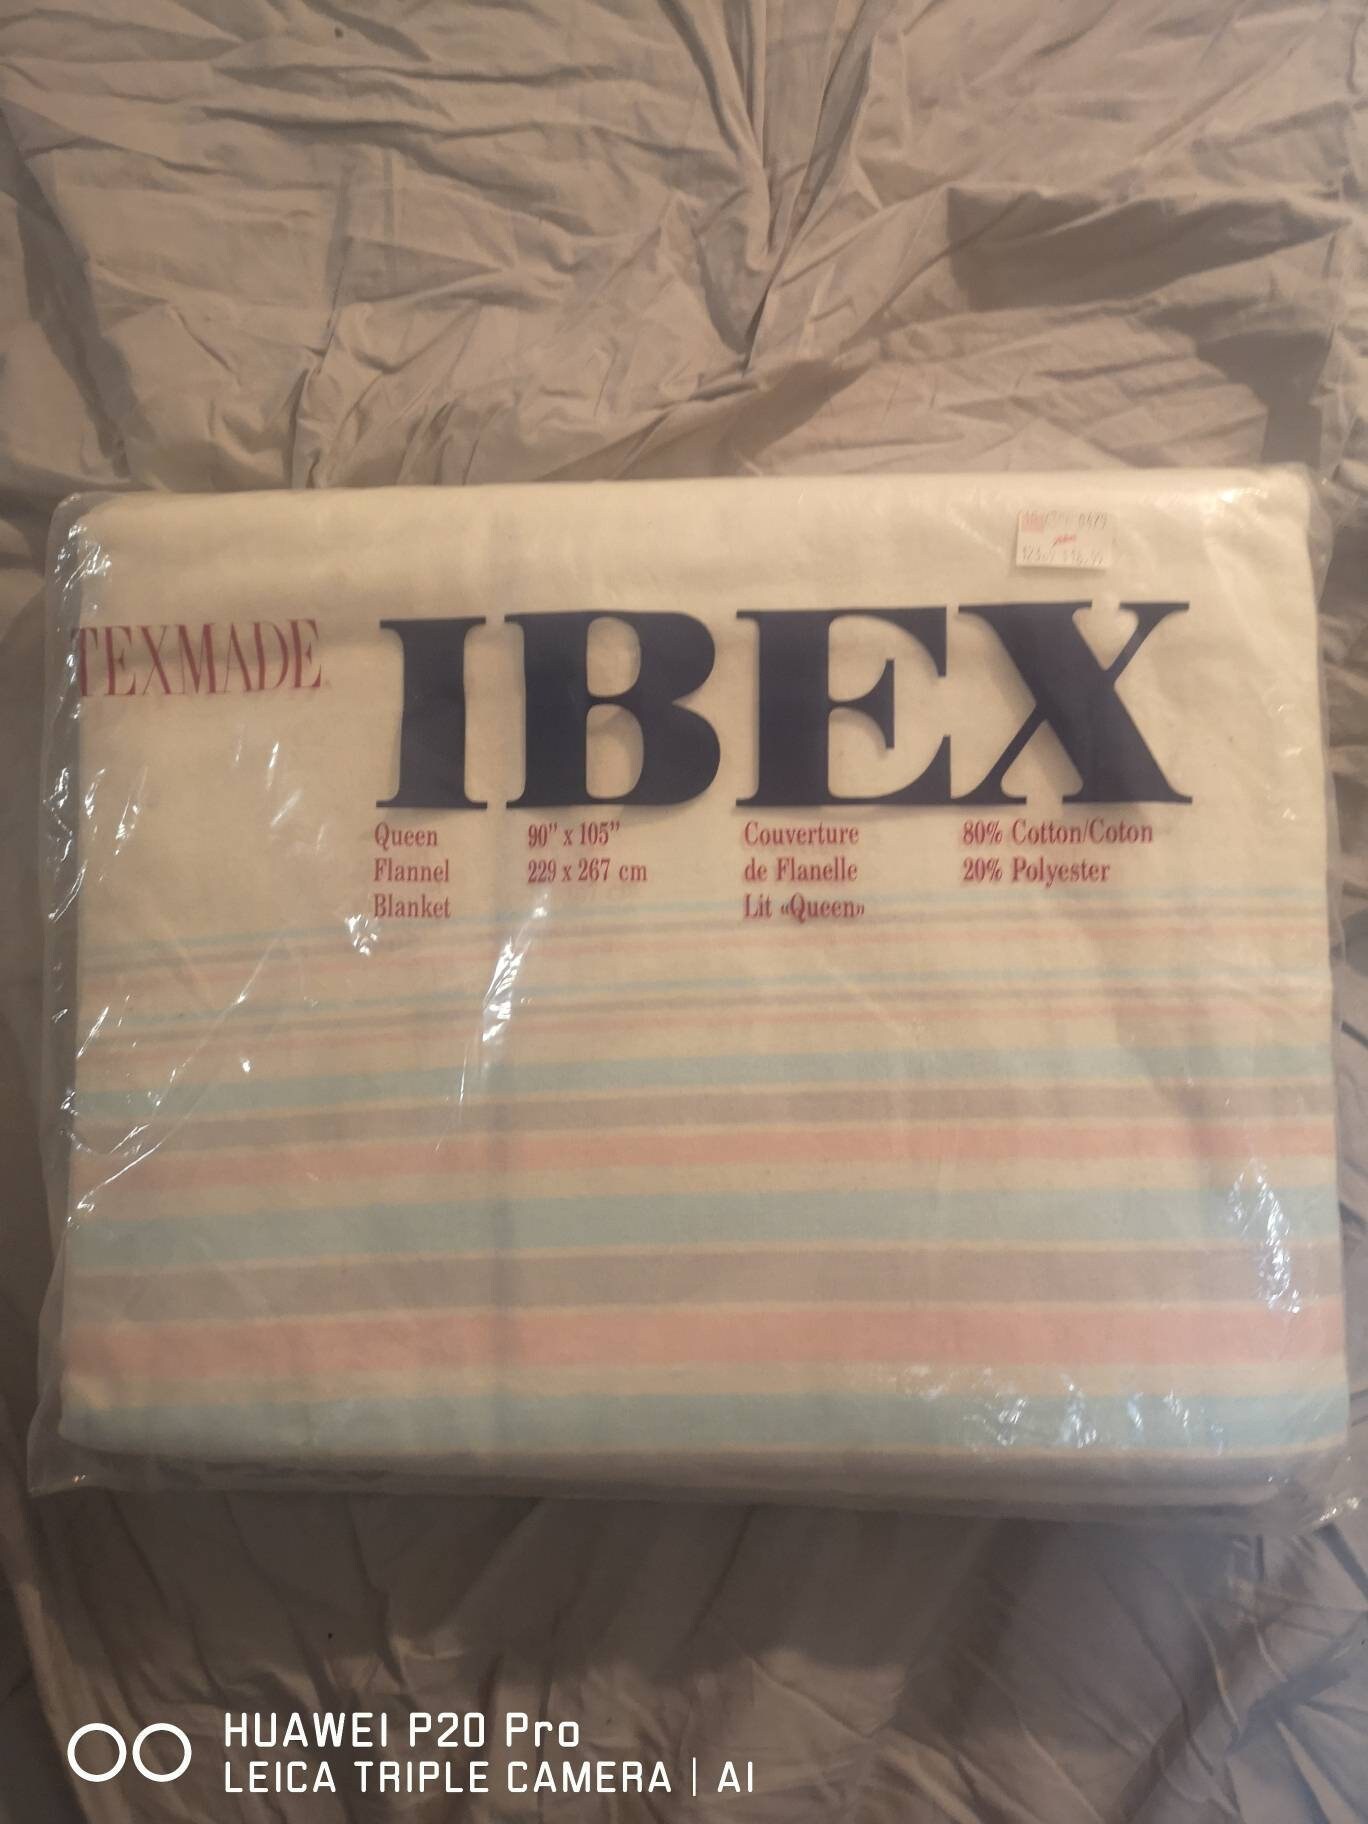 TEXMADE
IBEX
Queen
Flannel
Blanket
90" x 105"
229 x 267 cm
Couverture
de Flanelle
Lit «Queen»
80% Cotton/Coton
20% Polyester
HUAWEI P20 Pro
LEICA TRIPLE CAMERA | AI